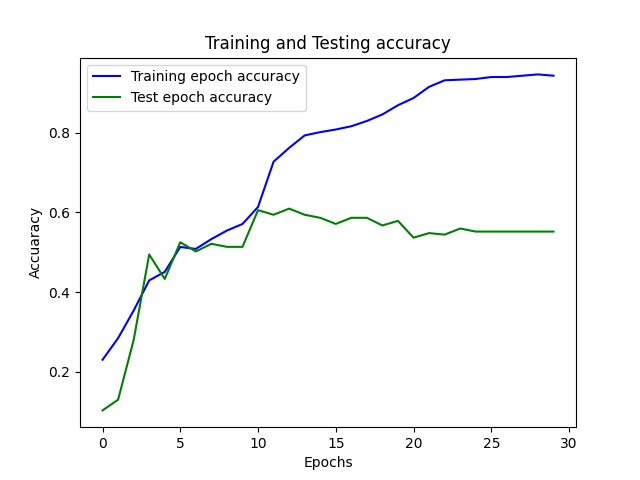 Training and Testing accuracy
Training epoch accuracy
Test epoch accuracy
0.8
0.6
0.4
0.2
Accuaracy
0 5 10 15 20 25 30
Epochs